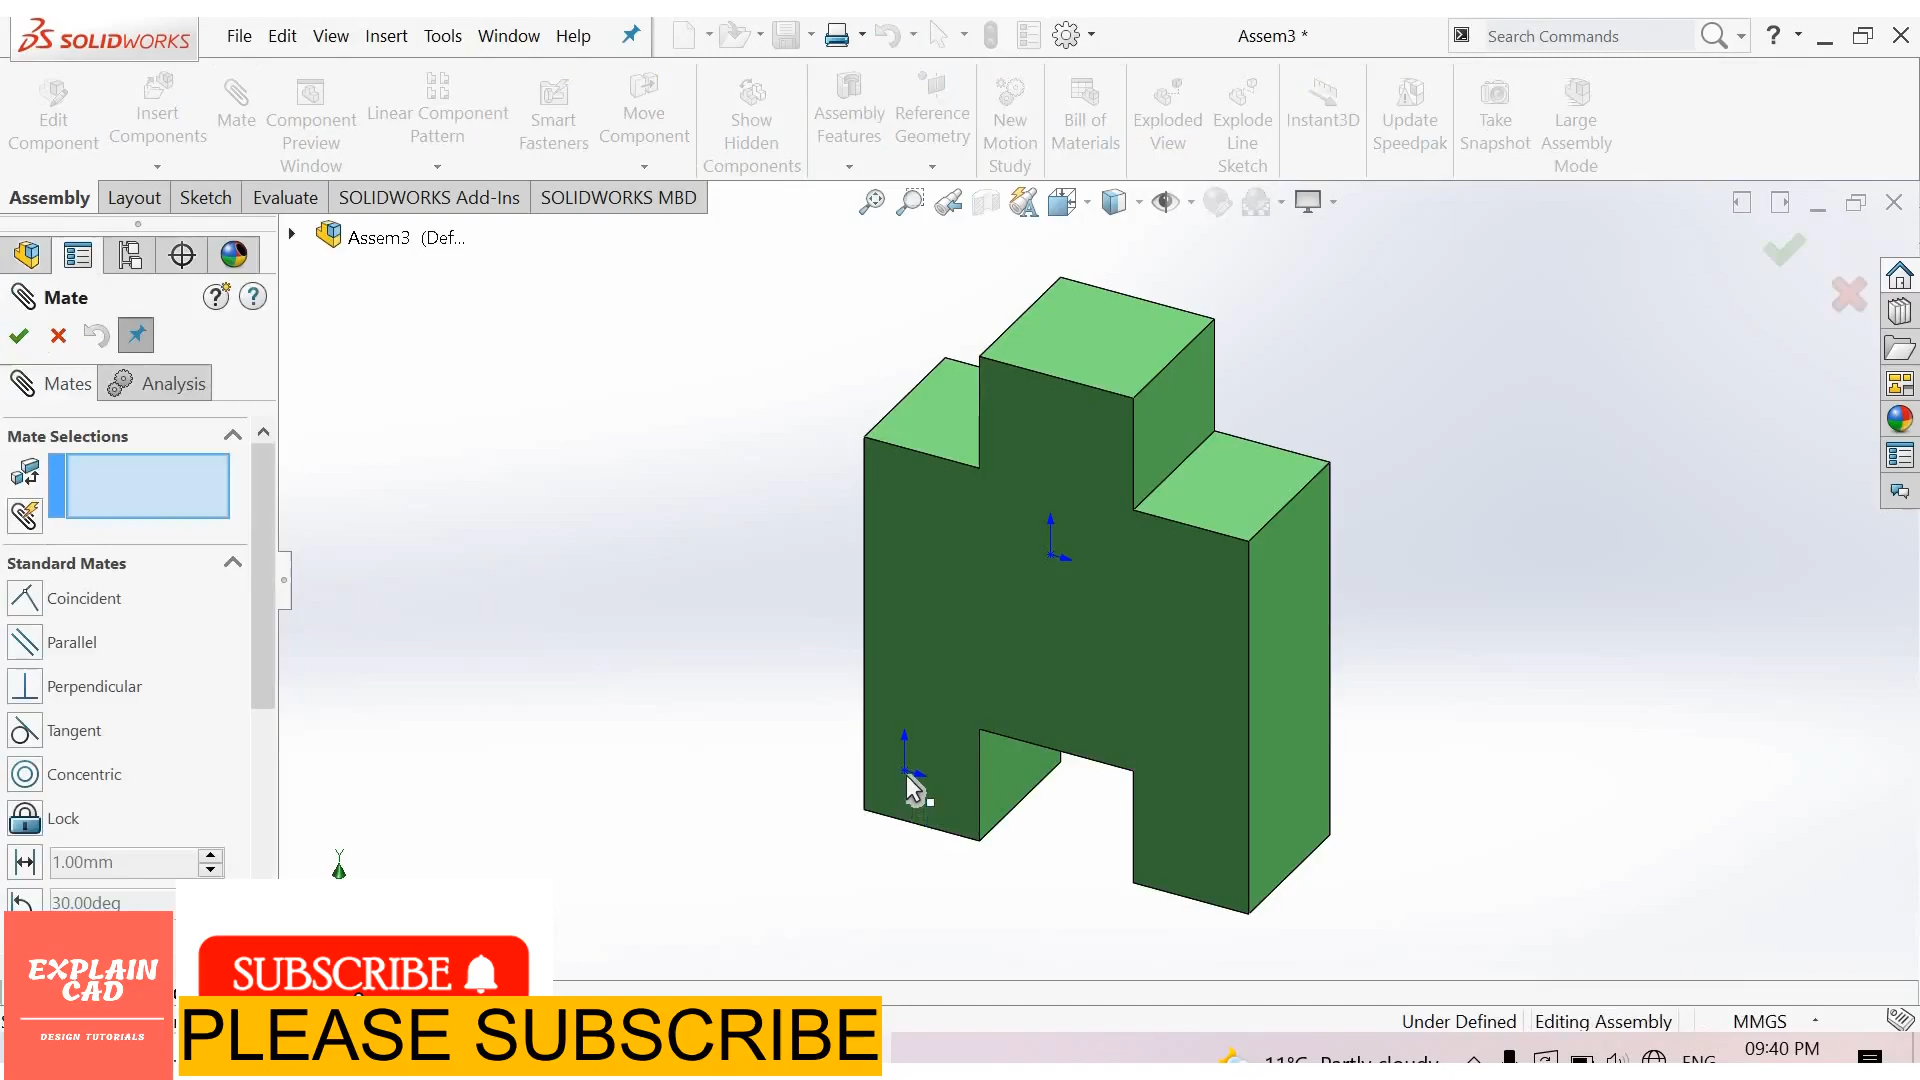 SOLIDWORKS
File Edit View Insert Tools Window Help
Assem3 *
Search Commands
Edit Component
Insert Components
Mate
Component Preview Window
Linear Component Pattern
Smart Fasteners
Move Component
Show Hidden Components
Assembly Features
Reference Geometry
New Motion Study
Bill of Materials
Exploded View
Explode Line Sketch
Instant3D
Update Speedpak
Take Snapshot
Large Assembly Mode
Assembly Layout Sketch Evaluate SOLIDWORKS Add-Ins SOLIDWORKS MBD
Assem3 (Def...
Mate
Mates Analysis
Mate Selections
Standard Mates
Coincident
Parallel
Perpendicular
Tangent
Concentric
Lock
1.00mm
30.00deg
Y
EXPLAIN
CAD
DESIGN TUTORIALS
SUBSCRIBE
PLEASE SUBSCRIBE
Under Defined Editing Assembly MMGS
11°C Partly cloudy ENG 09:40 PM